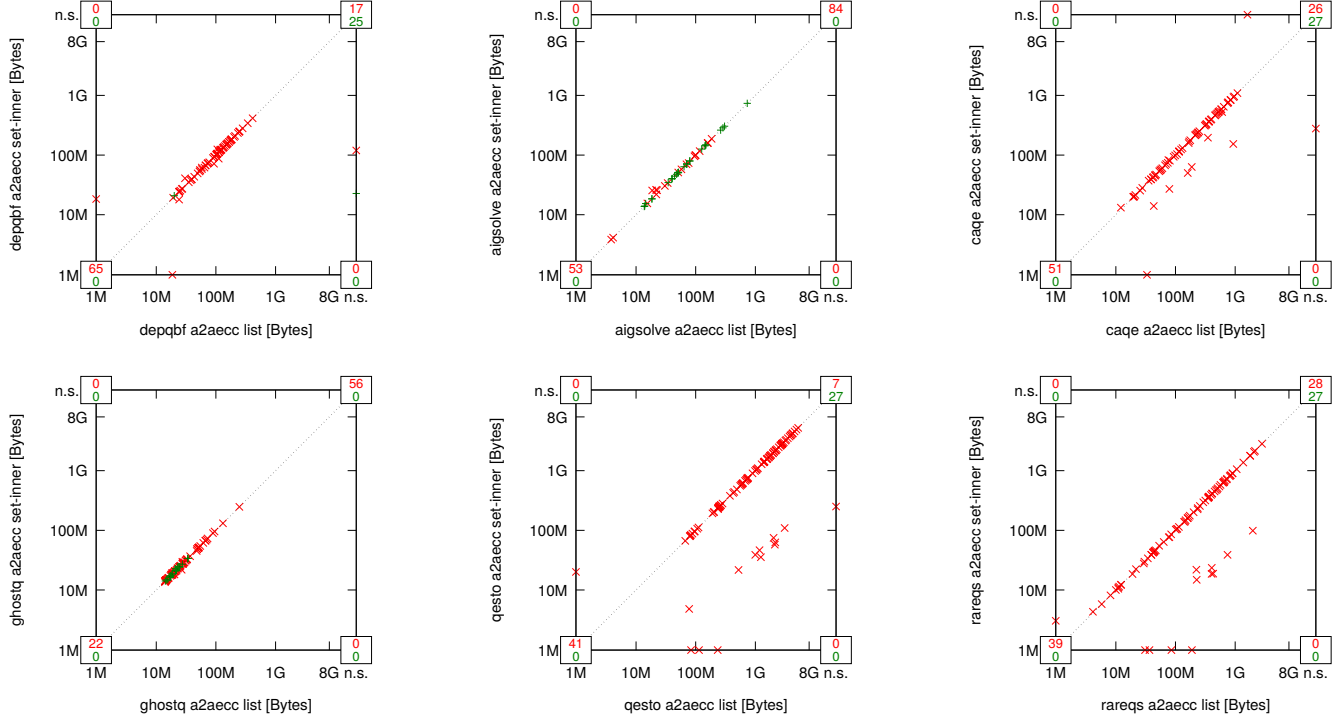 n.s. 0 17
0 25
8G
1G
100M
10M
1M 65 0
0 0
1M 10M 100M 1G 8G n.s.
depqbf a2aecc set-inner [Bytes]
depqbf a2aecc list [Bytes]
n.s. 0 84
0 0
8G
1G
100M
10M
1M 53 0
0 0
1M 10M 100M 1G 8G n.s.
aigsolve a2aecc set-inner [Bytes]
aigsolve a2aecc list [Bytes]
n.s. 0 26
0 27
8G
1G
100M
10M
1M 51 0
0 0
1M 10M 100M 1G 8G n.s.
caqe a2aecc set-inner [Bytes]
caqe a2aecc list [Bytes]
n.s. 0 56
0 0
8G
1G
100M
10M
1M 22 0
0 0
1M 10M 100M 1G 8G n.s.
ghostq a2aecc set-inner [Bytes]
ghostq a2aecc list [Bytes]
n.s. 0 7
0 27
8G
1G
100M
10M
1M 41 0
0 0
1M 10M 100M 1G 8G n.s.
qesto a2aecc set-inner [Bytes]
qesto a2aecc list [Bytes]
n.s. 0 28
0 27
8G
1G
100M
10M
1M 39 0
0 0
1M 10M 100M 1G 8G n.s.
rareqs a2aecc set-inner [Bytes]
rareqs a2aecc list [Bytes]